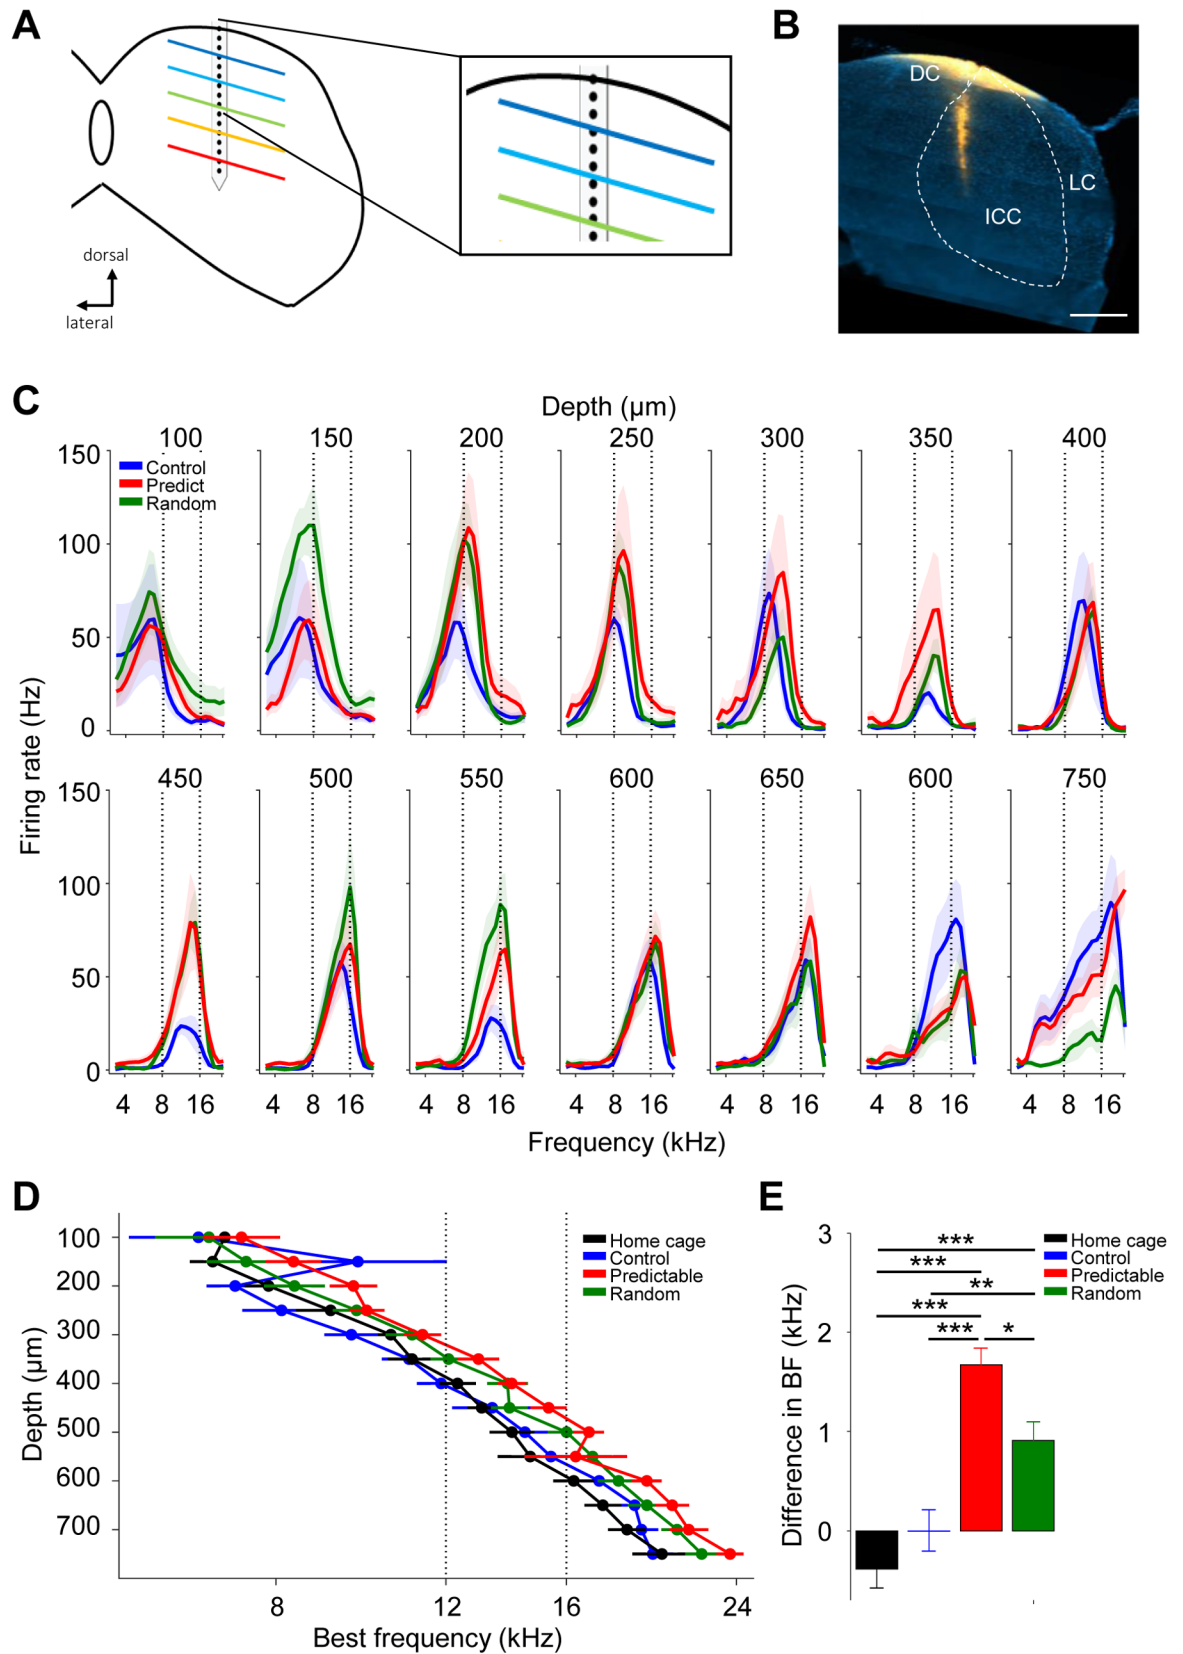 A
dorsal
lateral
B
DC
LC
ICC
C
Depth (µm)
100 150 200 250 300 350 400
150
100
50
0
Control
Predict
Random
Firing rate (Hz)
450 500 550 600 650 600 750
150
100
50
0
4 8 16 4 8 16 4 8 16 4 8 16 4 8 16 4 8 16 4 8 16
Frequency (kHz)
D
Depth (µm)
100
200
300
400
500
600
700
Home cage
Control
Predictable
Random
8 12 16 24
Best frequency (kHz)
E
Difference in BF (kHz)
3
2
1
0
Home cage
Control
Predictable
Random
***
***
**
***
*** *